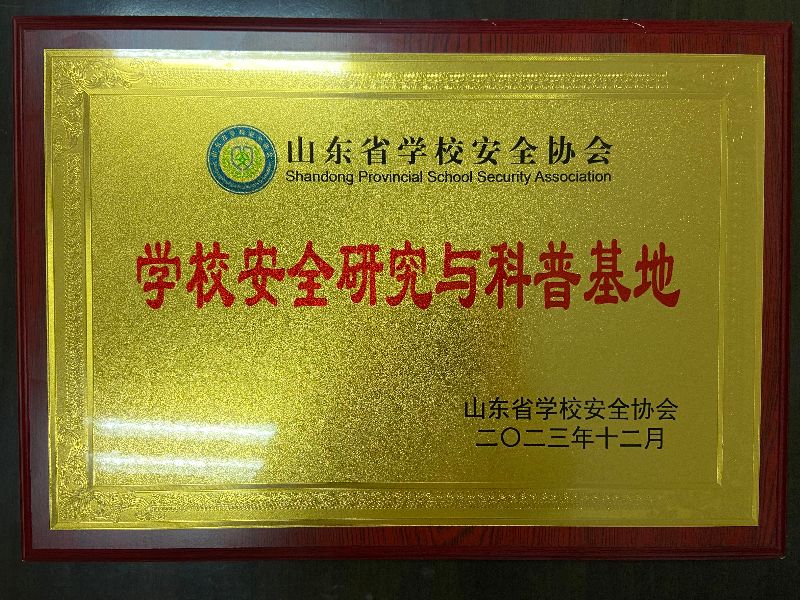 山东省学校安全协会
Shandong Provincial School Security Association
学校安全研究与科普基地
山东省学校安全协会
二〇二三年十二月